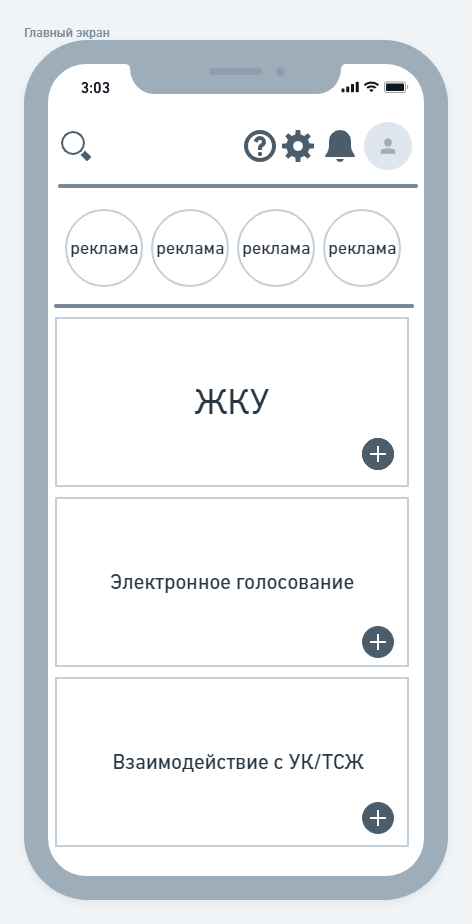 Главный экран
3:03
реклама реклама реклама реклама
ЖКУ
Электронное голосование
Взаимодействие с УК/ТСЖ